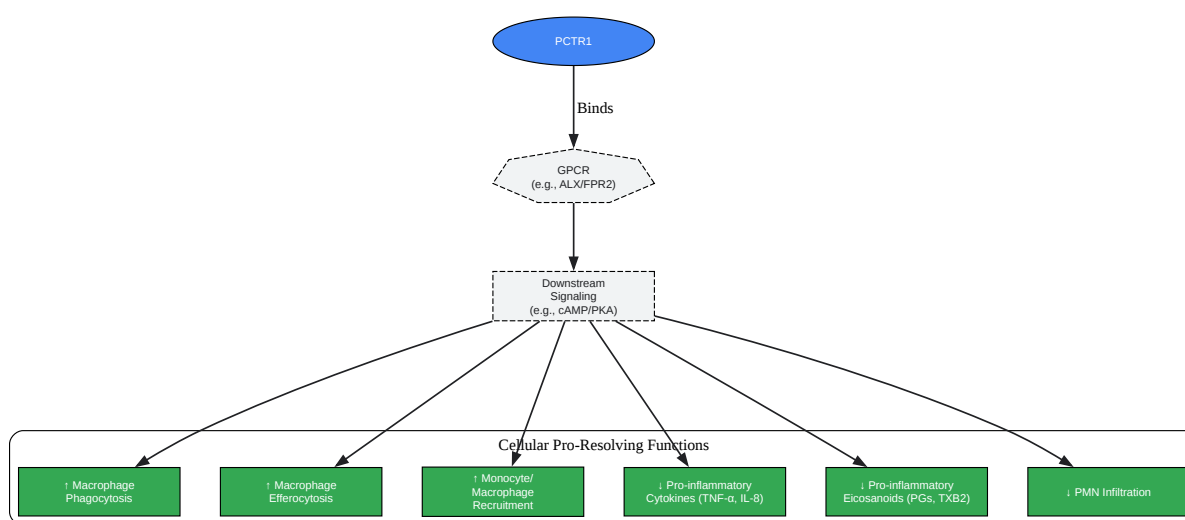 PCTR1
Binds
GPCR
(e.g., ALX/FPR2)
Downstream
Signaling
(e.g., cAMP/PKA)
Cellular Pro-Resolving Functions
↑ Macrophage
Phagocytosis
↑ Macrophage
Efferocytosis
↑ Monocyte/
Macrophage
Recruitment
↓ Pro-inflammatory
Cytokines (TNF-α, IL-8)
↓ Pro-inflammatory
Eicosanoids (PGs, TXB2)
↓ PMN Infiltration